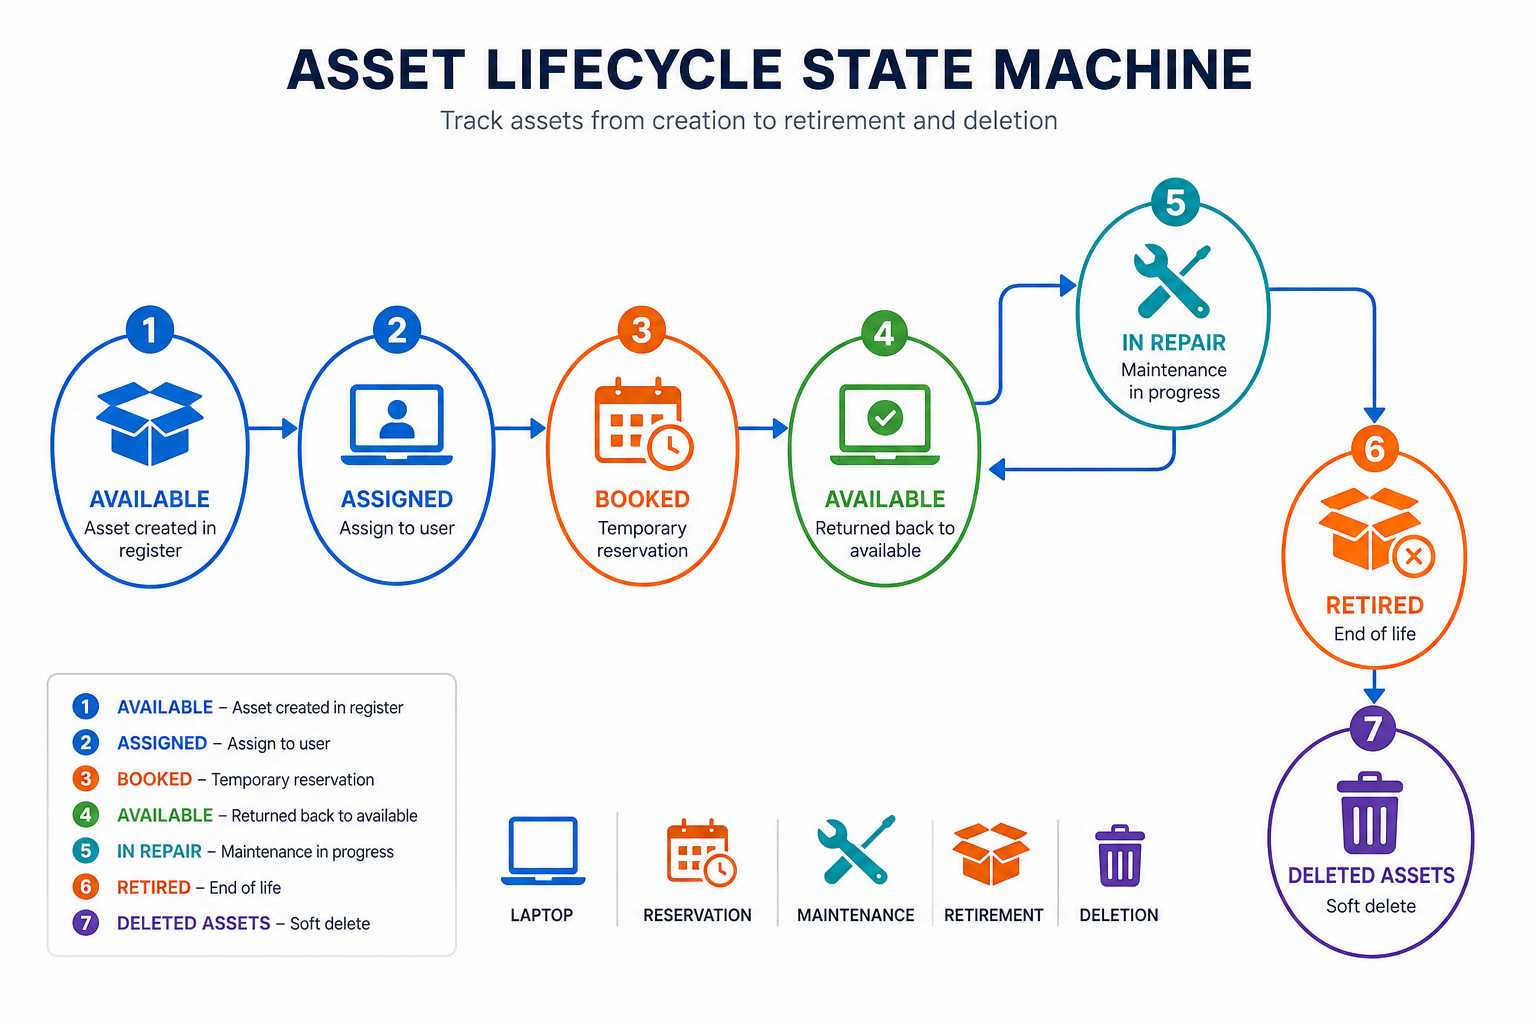 ASSET LIFECYCLE STATE MACHINE
Track assets from creation to retirement and deletion
1
AVAILABLE
Asset created in
register
2
ASSIGNED
Assign to user
3
BOOKED
Temporary
reservation
4
AVAILABLE
Returned back to
available
5
IN REPAIR
Maintenance
in progress
6
RETIRED
End of life
7
DELETED ASSETS
Soft delete
1 AVAILABLE – Asset created in register
2 ASSIGNED – Assign to user
3 BOOKED – Temporary reservation
4 AVAILABLE – Returned back to available
5 IN REPAIR – Maintenance in progress
6 RETIRED – End of life
7 DELETED ASSETS – Soft delete
LAPTOP
RESERVATION
MAINTENANCE
RETIREMENT
DELETION